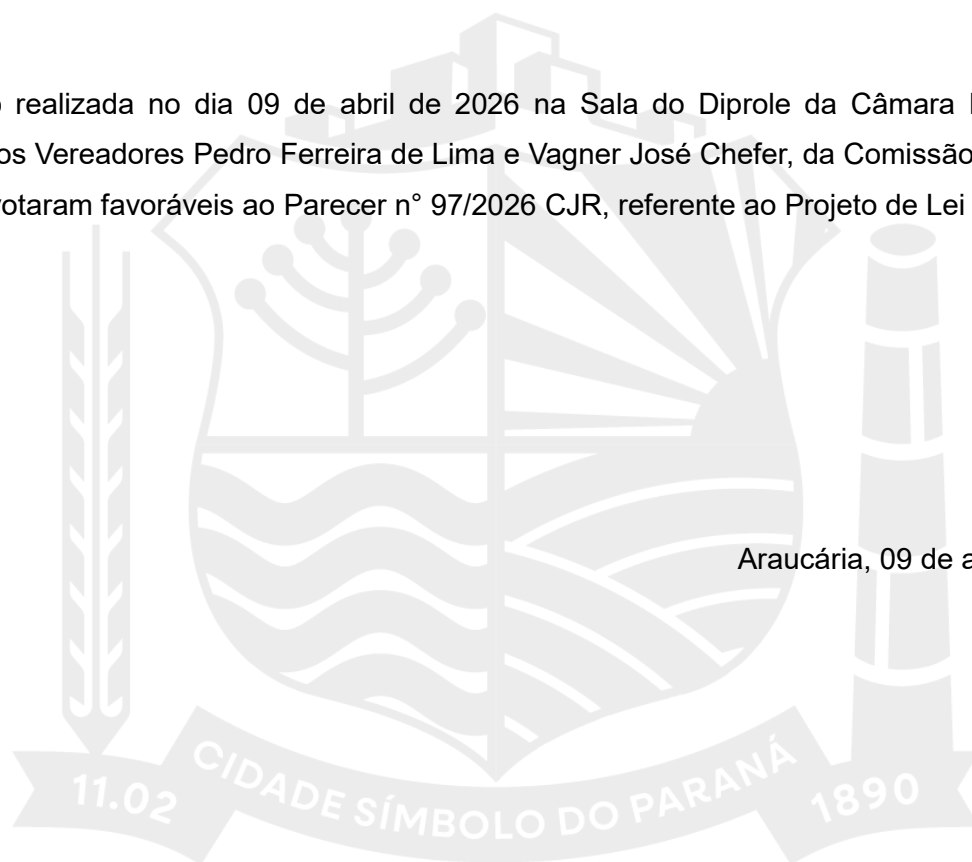 realizada no dia 09 de abril de 2026 na Sala do Diprole da Câmara
os Vereadores Pedro Ferreira de Lima e Vagner José Chefer, da Comissão
votaram favoráveis ao Parecer n° 97/2026 CJR, referente ao Projeto de Lei
Araucária, 09 de
11.02 CIDADE SÍMBOLO DO PARANÁ 1890